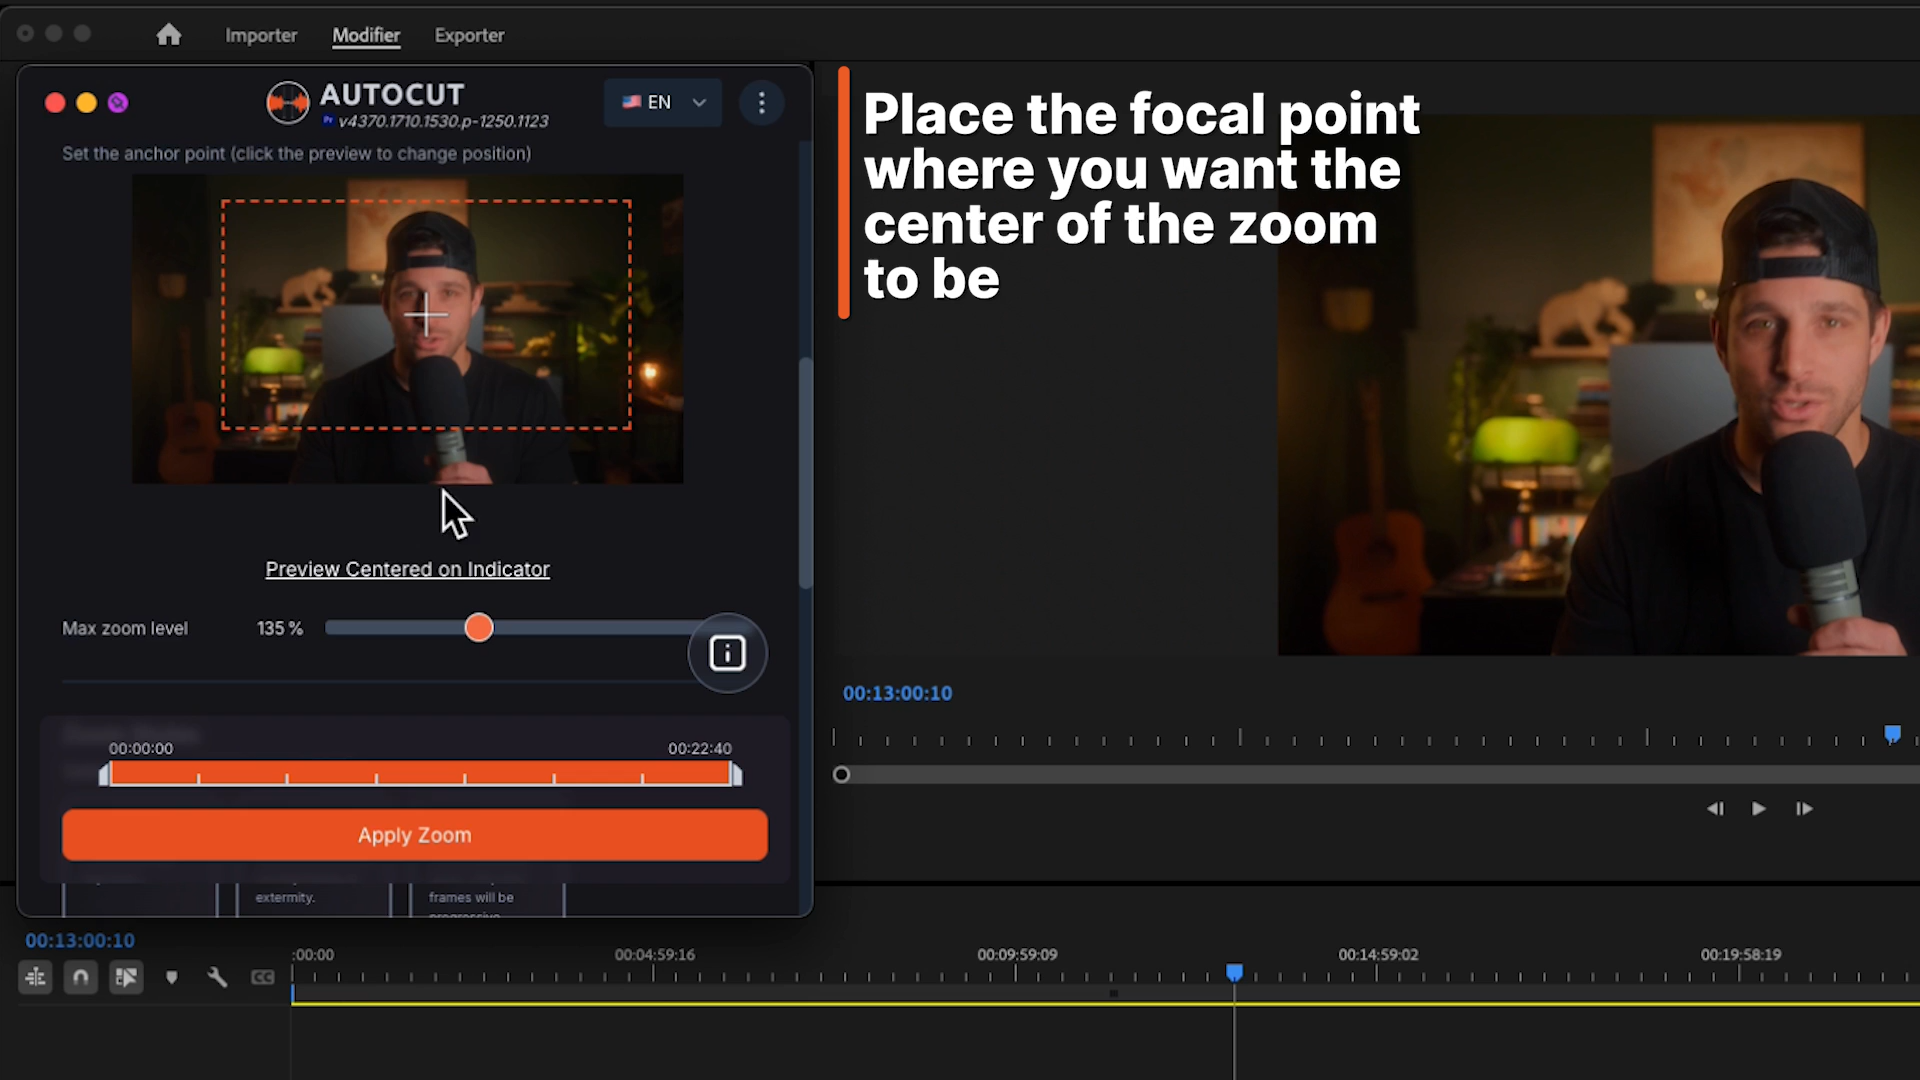 Importer Modifier Exporter
AUTOCUT
Pr v4370.1710.1530.p-1250.1123
EN
Set the anchor point (click the preview to change position)
Place the focal point
where you want the
center of the zoom
to be
Preview Centered on Indicator
Max zoom level 135 %
00:00:00 00:22:40
Apply Zoom
extermity.
frames will be
progressive
00:13:00:10
00:13:00:10
:00:00 00:04:59:16 00:09:59:09 00:14:59:02 00:19:58:19
CC